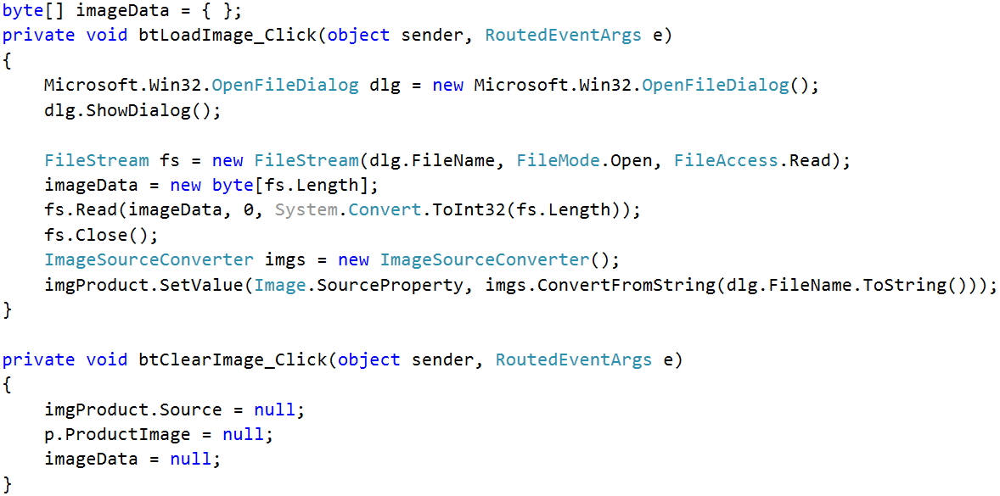 byte[] imageData = { };
private void btLoadImage_Click(object sender, RoutedEventArgs e)
{
    Microsoft.Win32.OpenFileDialog dlg = new Microsoft.Win32.OpenFileDialog();
    dlg.ShowDialog();

    FileStream fs = new FileStream(dlg.FileName, FileMode.Open, FileAccess.Read);
    imageData = new byte[fs.Length];
    fs.Read(imageData, 0, System.Convert.ToInt32(fs.Length));
    fs.Close();
    ImageSourceConverter imgs = new ImageSourceConverter();
    imgProduct.SetValue(Image.SourceProperty, imgs.ConvertFromString(dlg.FileName.ToString()));
}

private void btClearImage_Click(object sender, RoutedEventArgs e)
{
    imgProduct.Source = null;
    p.ProductImage = null;
    imageData = null;
}